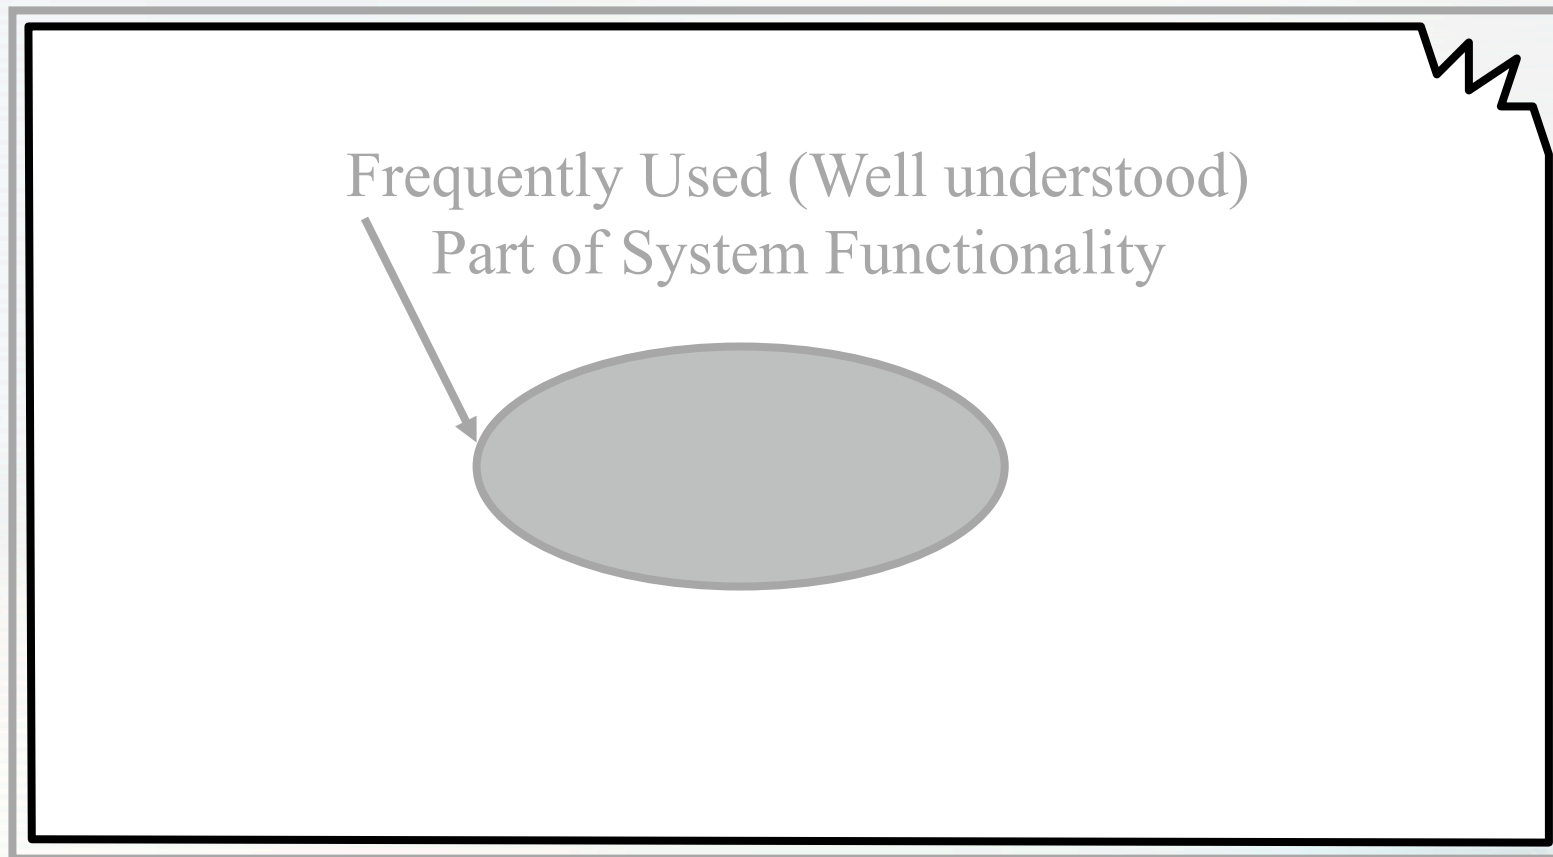 Frequently Used (Well understood)
Part of System Functionality